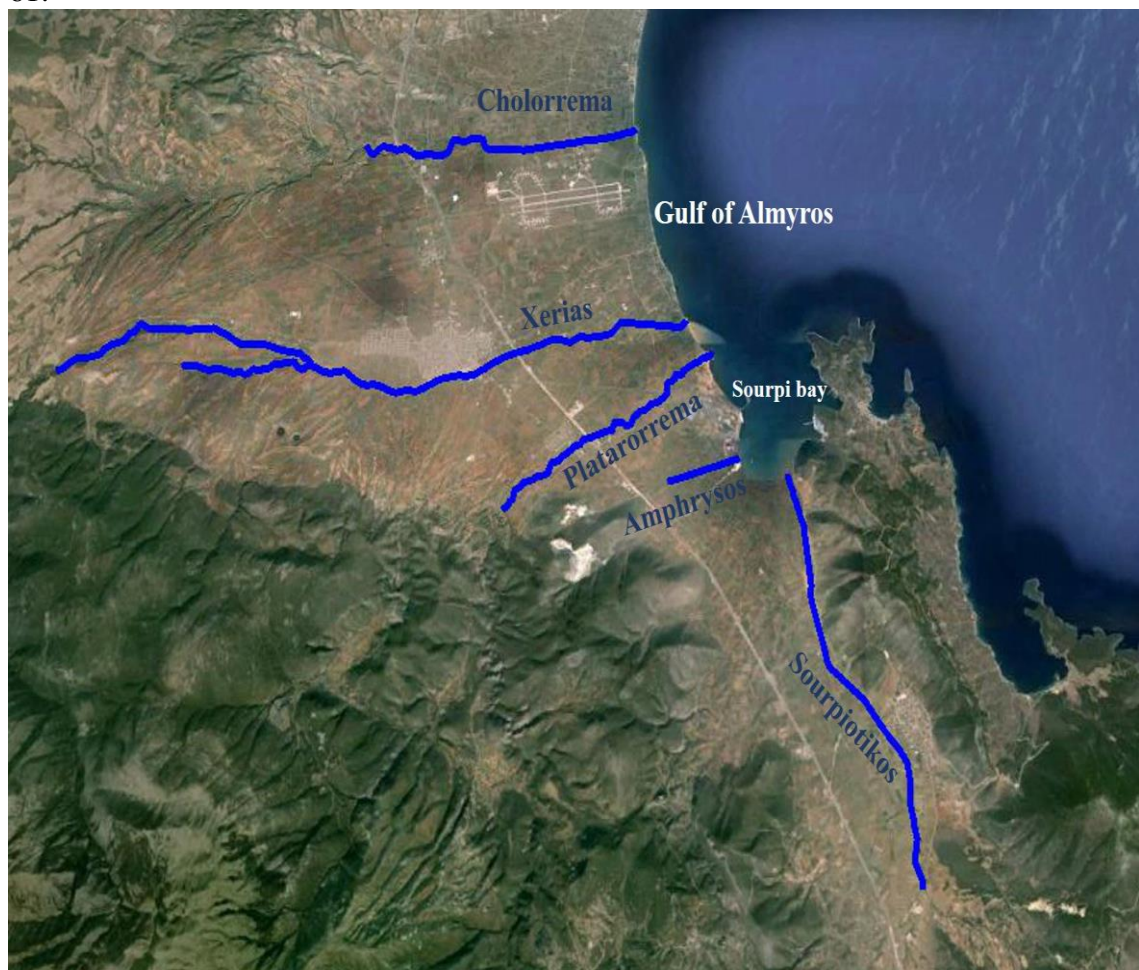 Cholorrema
Gulf of Almyros
Xerias
Sourpi bay
Platarorrema
Amphrysos
Sourpiotikos